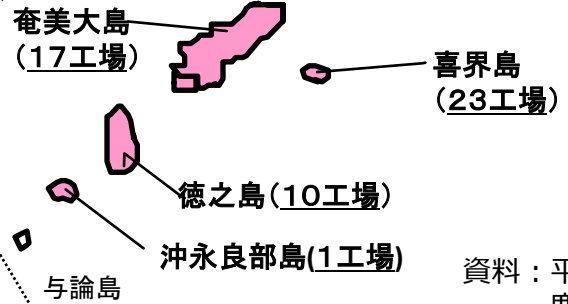 奄美大島
（17工場）
喜界島
（23工場）
徳之島（10工場）
沖永良部島(1工場)
与論島
資料：平